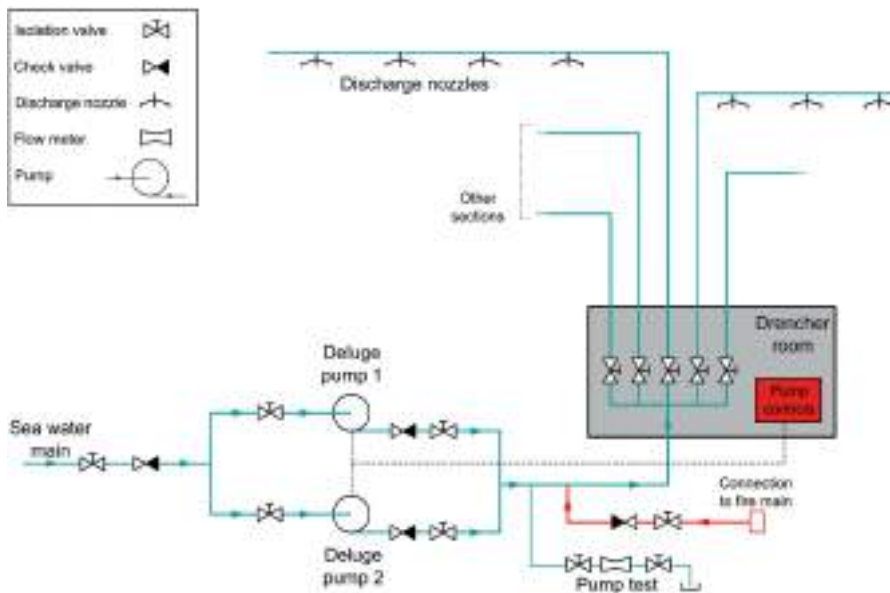 Isolation valve
Check valve
Discharge nozzle
Flow meter
Pump
Discharge nozzles
Other
sections
Drencher
room
Pump
controls
Deluge
pump 1
Sea water
main
Connection
to fire main
Deluge
pump 2
Pump test